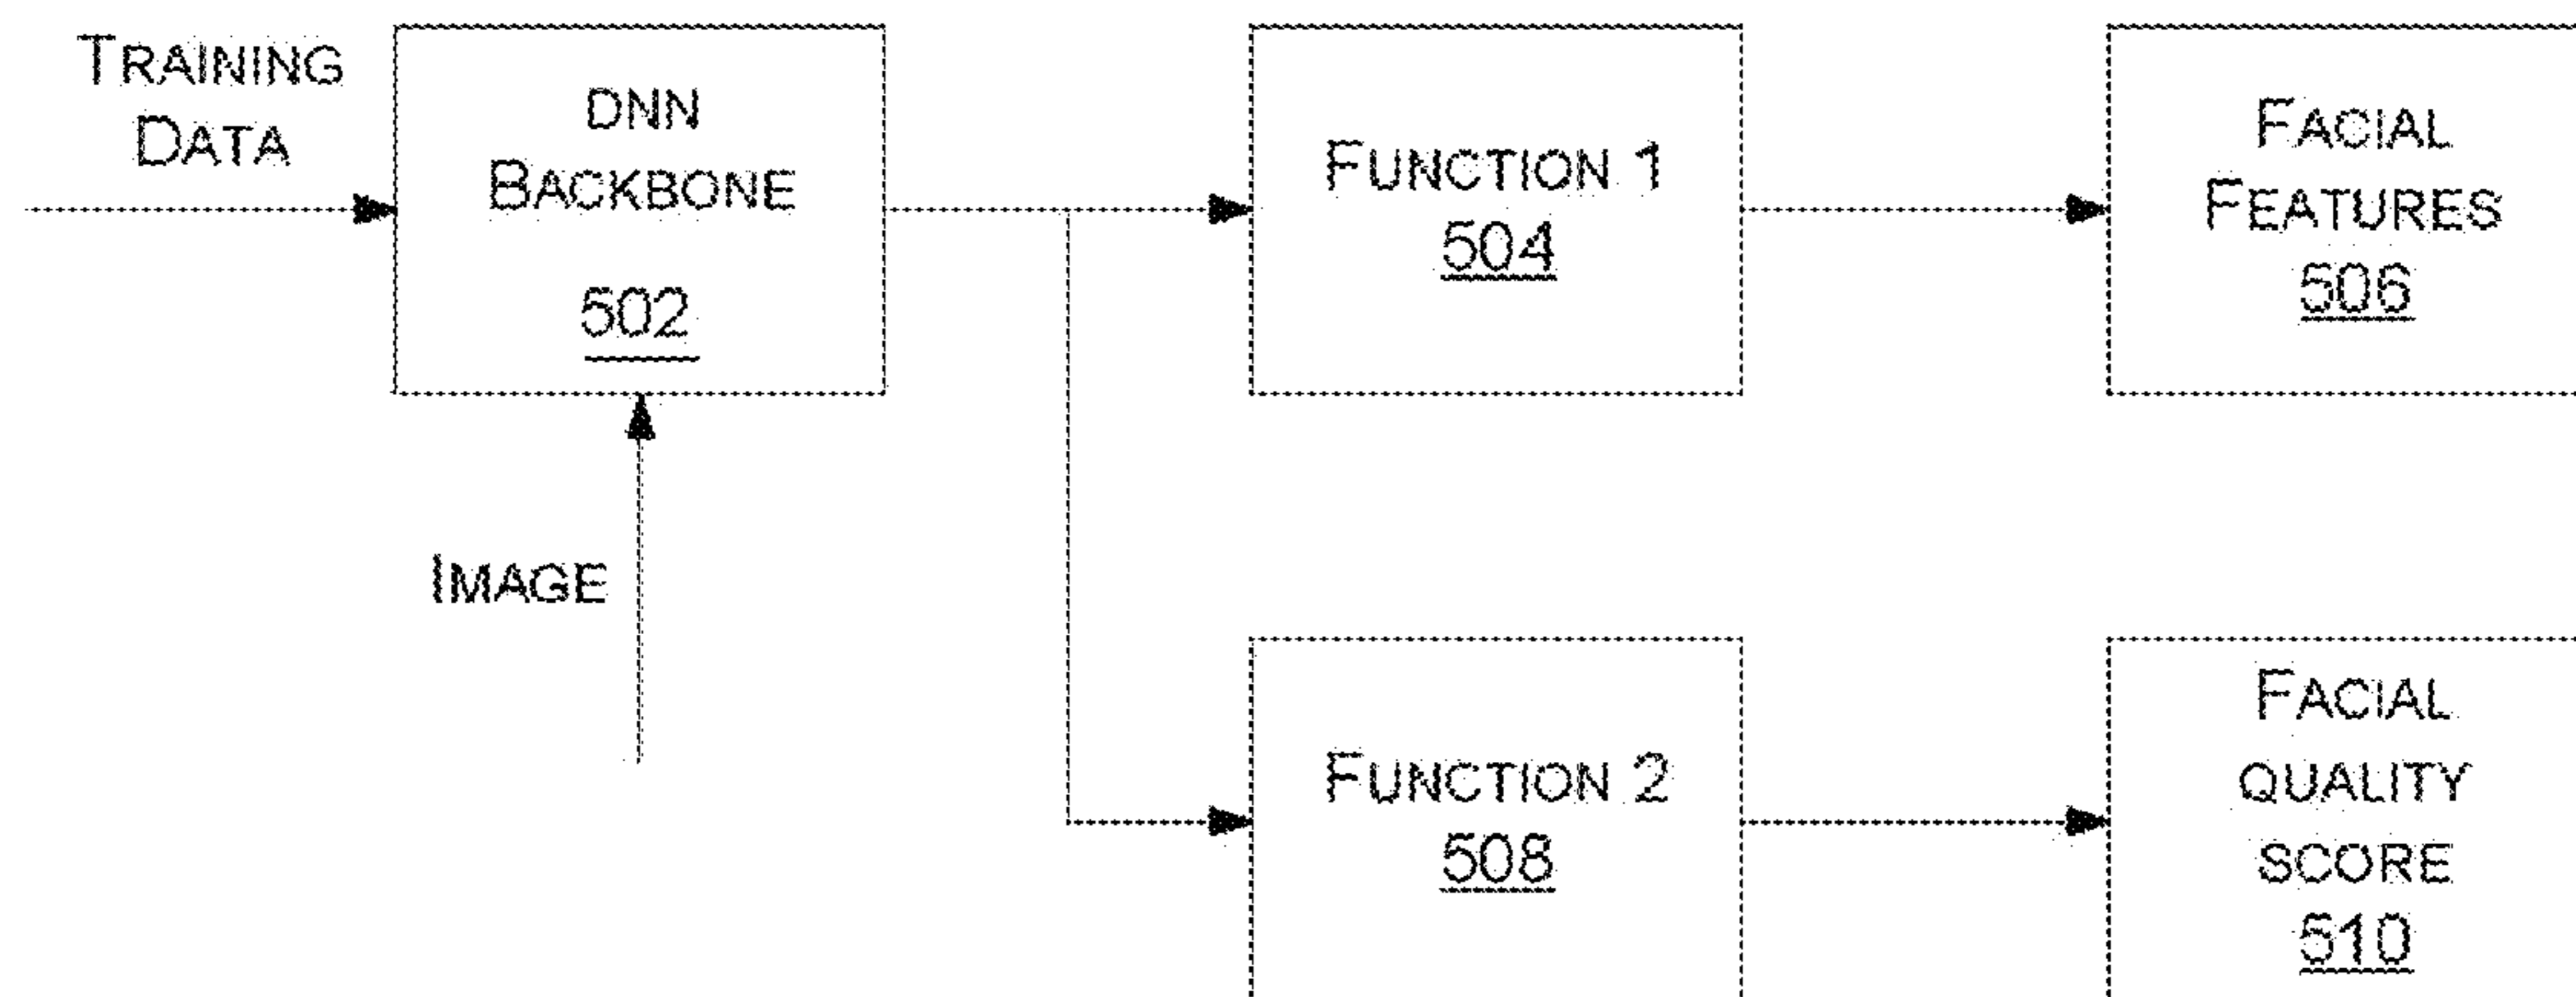 TRAINING
DATA
DNN
BACKBONE
502
FUNCTION 1
504
FACIAL
FEATURES
506
IMAGE
FUNCTION 2
508
FACIAL
QUALITY
SCORE
510